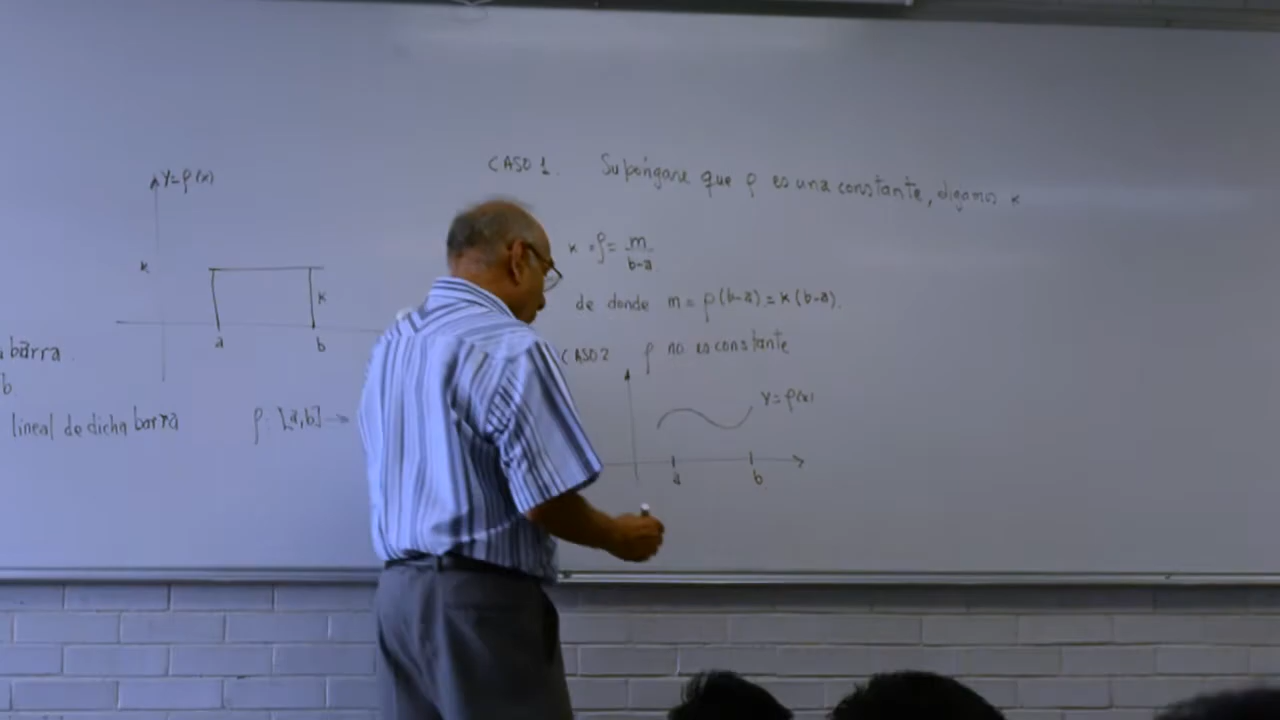 Y=ρ(x)
K
K
a
b
barra.
b
lineal de dicha barra
ρ: [a,b] →
CASO 1. Supóngase que ρ es una constante, digamos K
K = ρ = m/(b-a)
de donde m = ρ(b-a) = K(b-a).
CASO 2 ρ no es constante
Y=ρ(x)
a
b